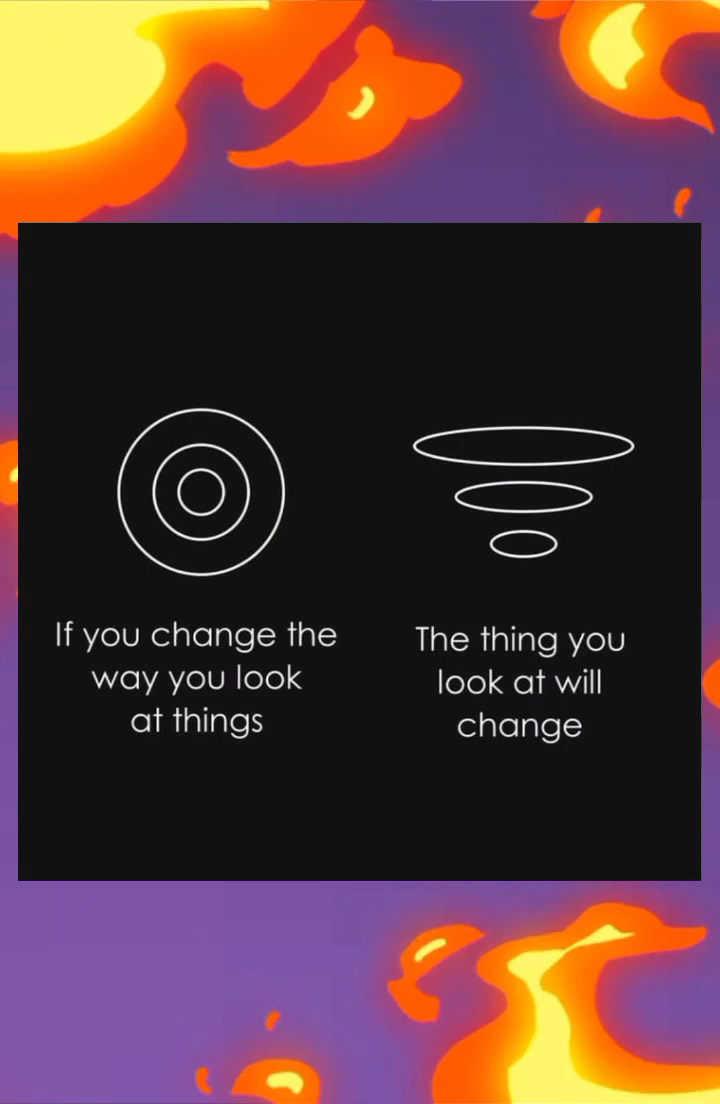 If you change the
way you look
at things
The thing you
look at will
change